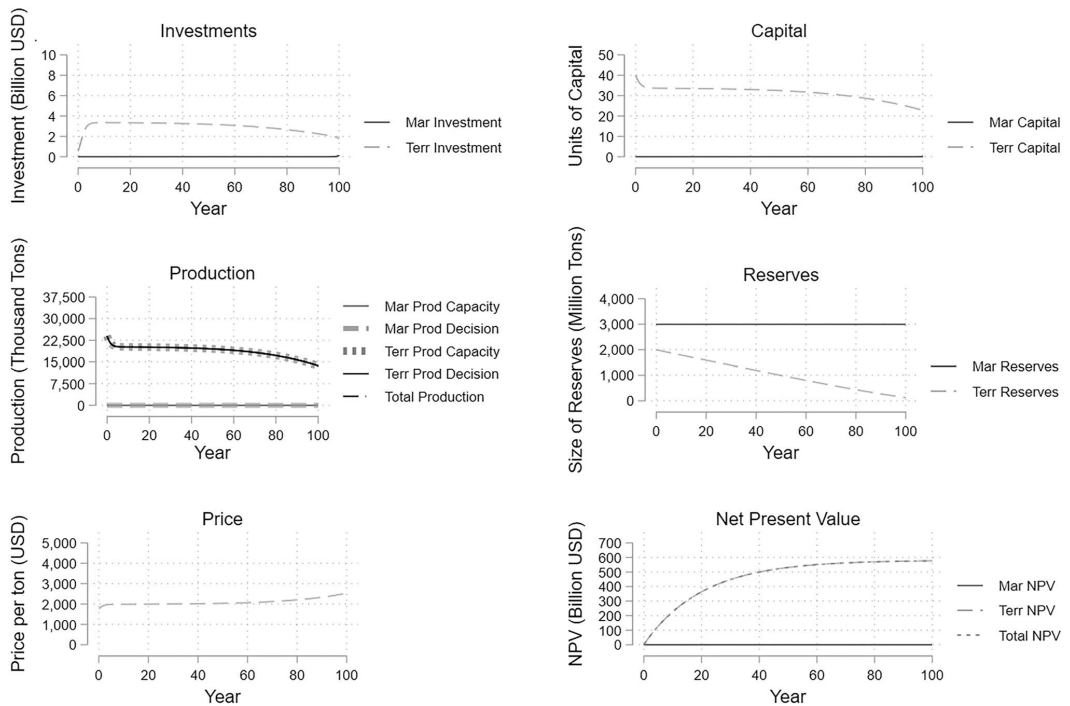 Investments
Investment (Billion USD)
10
8
6
4
2
0
0 20 40 60 80 100
Year
Mar Investment
Terr Investment
Capital
Units of Capital
50
40
30
20
10
0
0 20 40 60 80 100
Year
Mar Capital
Terr Capital
Production
Production (Thousand Tons)
37,500
30,000
22,500
15,000
7,500
0
0 20 40 60 80 100
Year
Mar Prod Capacity
Mar Prod Decision
Terr Prod Capacity
Terr Prod Decision
Total Production
Reserves
Size of Reserves (Million Tons)
4,000
3,000
2,000
1,000
0
0 20 40 60 80 100
Year
Mar Reserves
Terr Reserves
Price
Price per ton (USD)
5,000
4,000
3,000
2,000
1,000
0
0 20 40 60 80 100
Year
Net Present Value
NPV (Billion USD)
700
600
500
400
300
200
100
0
0 20 40 60 80 100
Year
Mar NPV
Terr NPV
Total NPV